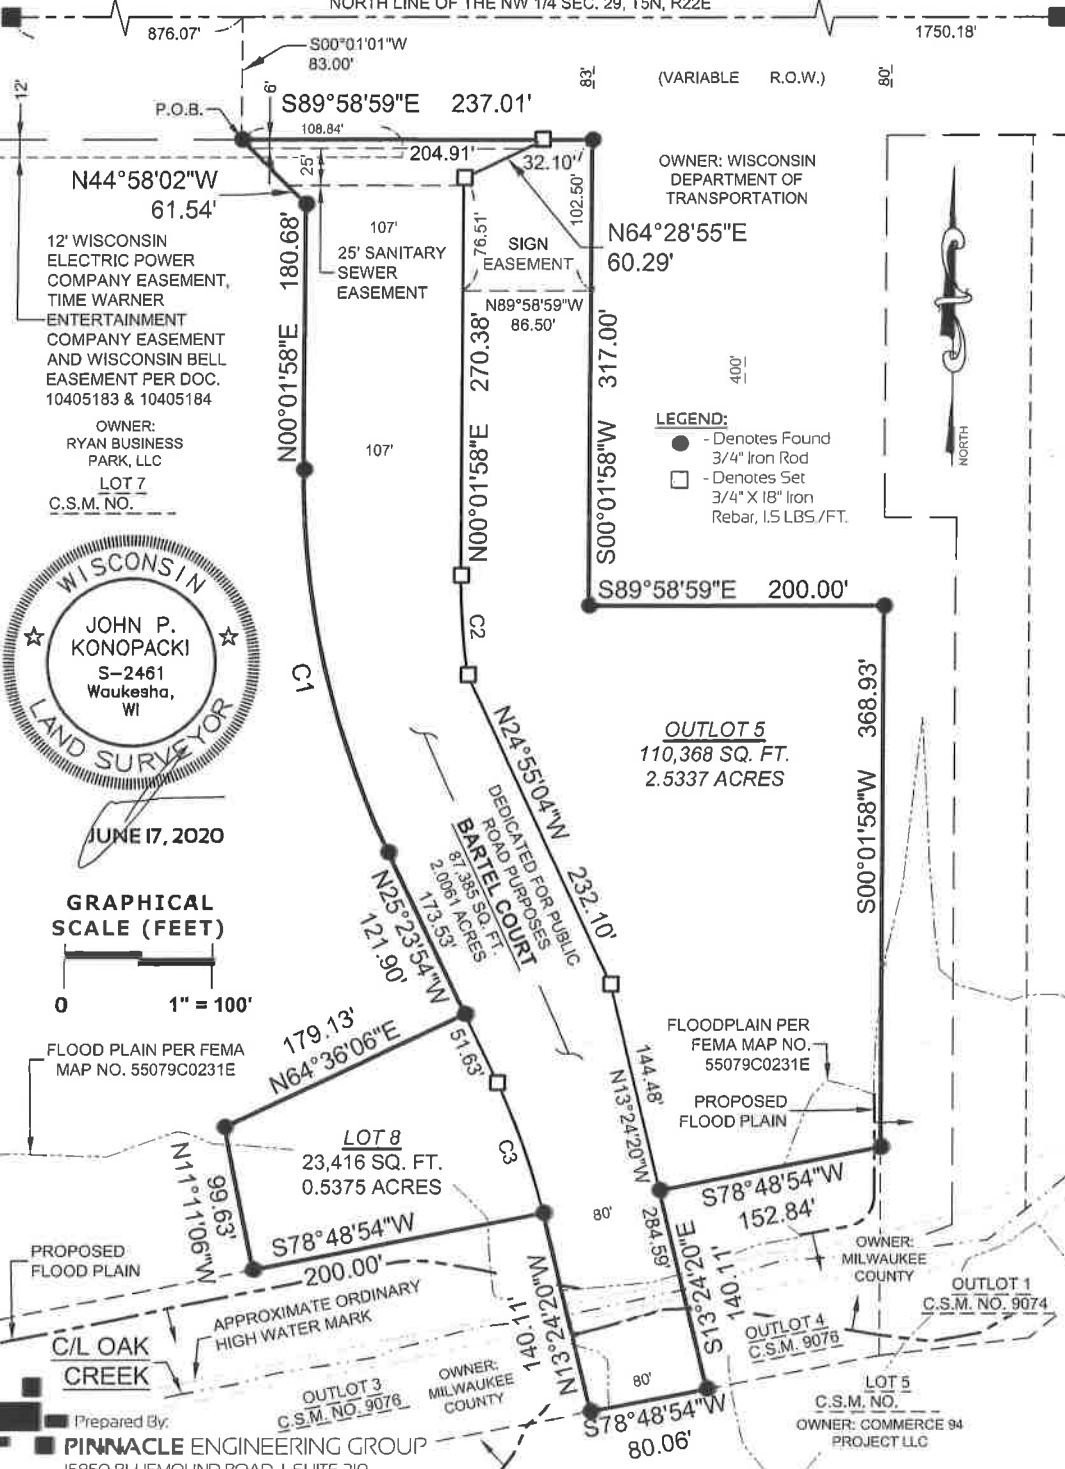 NORTH LINE OF THE NW 1/4 SEC. 29, T5N, R22E
876.07'
1750.18'
S00°01'01"W
83.00'
12'
6'
83'
(VARIABLE R.O.W.)
80'
P.O.B.
S89°58'59"E 237.01'
108.84'
204.91'
32.10'
25'
N44°58'02"W
61.54'
OWNER: WISCONSIN
DEPARTMENT OF
TRANSPORTATION
102.50'
N64°28'55"E
60.29'
12' WISCONSIN
ELECTRIC POWER
COMPANY EASEMENT,
TIME WARNER
ENTERTAINMENT
COMPANY EASEMENT
AND WISCONSIN BELL
EASEMENT PER DOC.
10405183 & 10405184
107'
25' SANITARY
SEWER
EASEMENT
76.51'
SIGN
EASEMENT
N89°58'59"W
86.50'
N00°01'58"E 180.68'
N00°01'58"E 270.38'
S00°01'58"W 317.00'
400'
OWNER:
RYAN BUSINESS
PARK, LLC
LOT 7
C.S.M. NO.
107'
LEGEND:
- Denotes Found
3/4" Iron Rod
- Denotes Set
3/4" X 18" Iron
Rebar, 1.5 LBS./FT.
NORTH
WISCONSIN
JOHN P.
KONOPACKI
S-2461
Waukesha,
WI
LAND SURVEYOR
JUNE 17, 2020
S89°58'59"E 200.00'
C2
C1
N24°55'04"W 232.10'
OUTLOT 5
110,368 SQ. FT.
2.5337 ACRES
S00°01'58"W 368.93'
DEDICATED FOR PUBLIC
ROAD PURPOSES
BARTEL COURT
87,385 SQ. FT.
2.0061 ACRES
173.53'
N25°23'54"W
121.90'
GRAPHICAL
SCALE (FEET)
0 1" = 100'
FLOOD PLAIN PER FEMA
MAP NO. 55079C0231E
179.13'
N64°36'06"E
51.63'
144.48'
N13°24'20"W
284.59'
FLOODPLAIN PER
FEMA MAP NO.
55079C0231E
PROPOSED
FLOOD PLAIN
LOT 8
23,416 SQ. FT.
0.5375 ACRES
C3
N11°11'06"W
99.63'
S78°48'54"W
200.00'
80'
S78°48'54"W
152.84'
PROPOSED
FLOOD PLAIN
APPROXIMATE ORDINARY
HIGH WATER MARK
N13°24'20"W
140.11'
S13°24'20"E
140.11'
OWNER:
MILWAUKEE
COUNTY
OUTLOT 1
C.S.M. NO. 9074
OUTLOT 4
C.S.M. 9076
C/L OAK
CREEK
OUTLOT 3
C.S.M. NO. 9076
OWNER:
MILWAUKEE
COUNTY
80'
S78°48'54"W
80.06'
LOT 5
C.S.M. NO.
OWNER: COMMERCE 94
PROJECT LLC
Prepared By:
PINNACLE ENGINEERING GROUP
15850 BLUEMOUND ROAD | SUITE 210